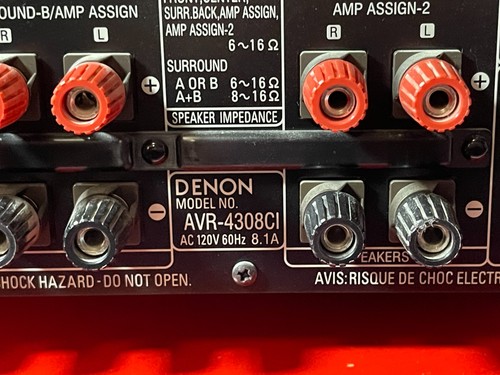 OUND-B/AMP ASSIGN
R
L
FRONT,CENTER,
SURR.BACK,AMP ASSIGN,
AMP ASSIGN-2
6~16Ω
SURROUND
A OR B 6~16Ω
A+B 8~16Ω
SPEAKER IMPEDANCE
AMP ASSIGN-2
R
L
+
+
−
−
DENON
MODEL NO.
AVR-4308CI
AC 120V 60Hz 8.1A
PEAKERS
SHOCK HAZARD-DO NOT OPEN.
AVIS:RISQUE DE CHOC ELECTR